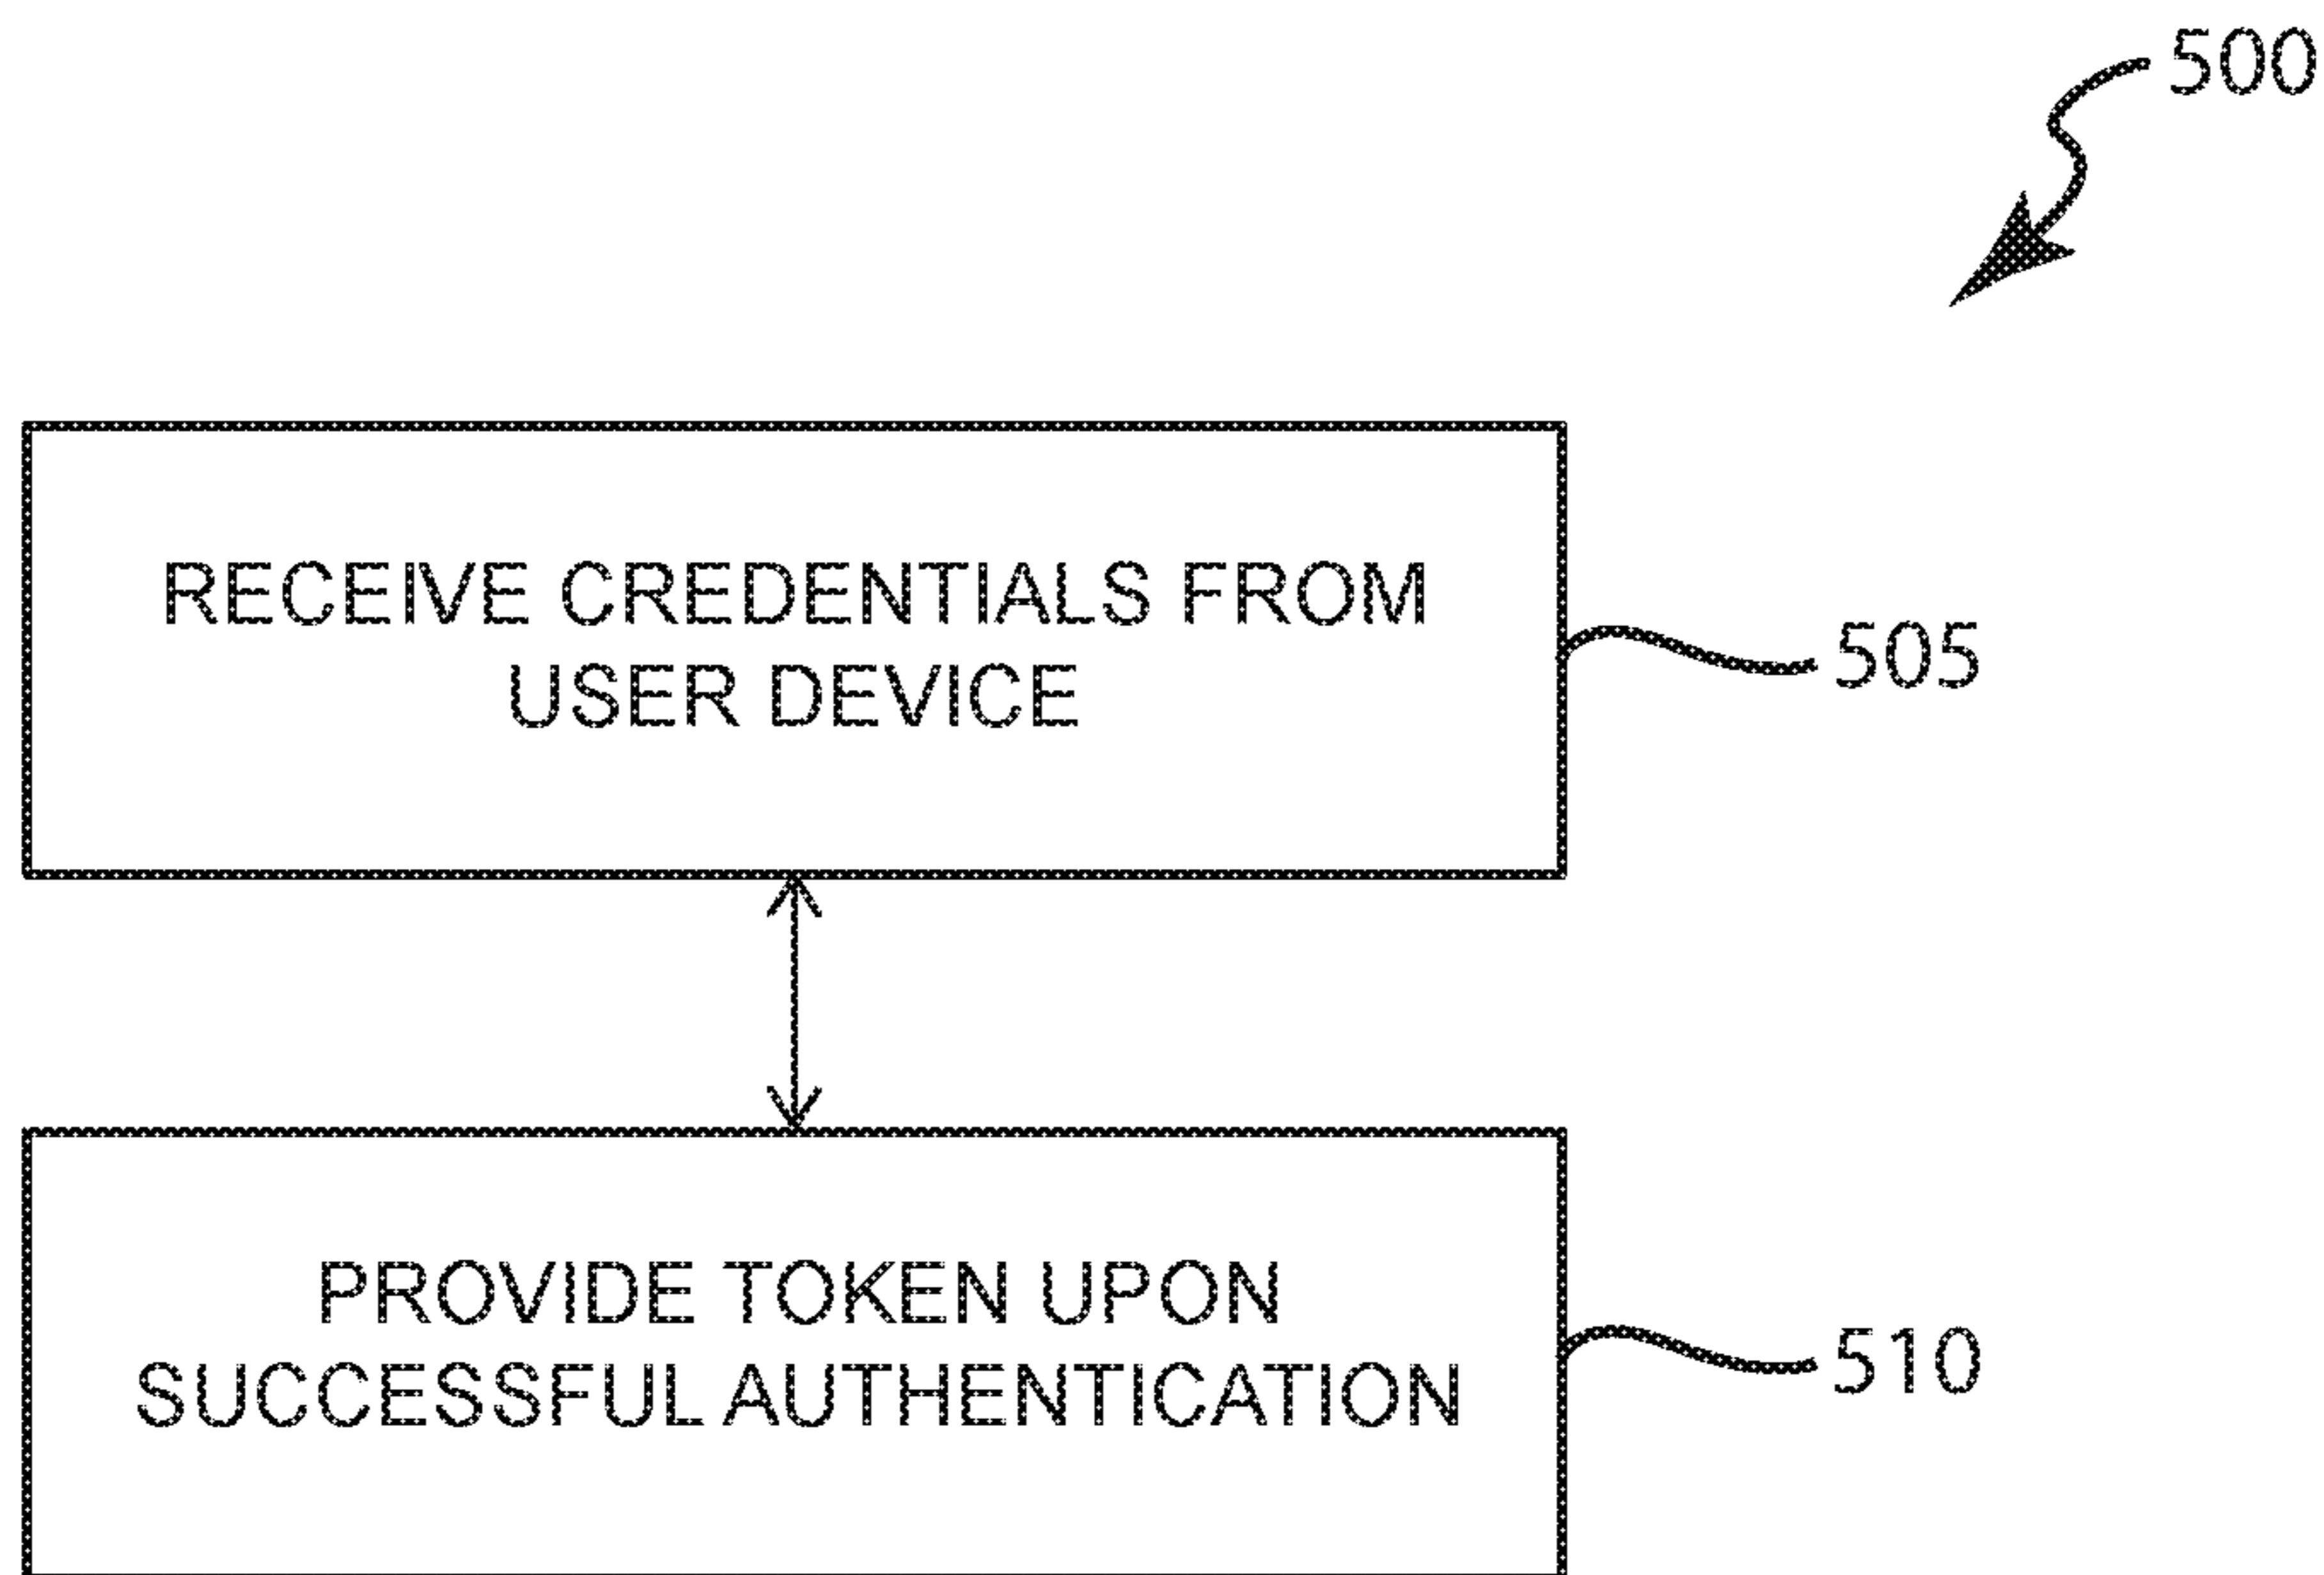 500
RECEIVE CREDENTIALS FROM
USER DEVICE
505
PROVIDE TOKEN UPON
SUCCESSFUL AUTHENTICATION
510